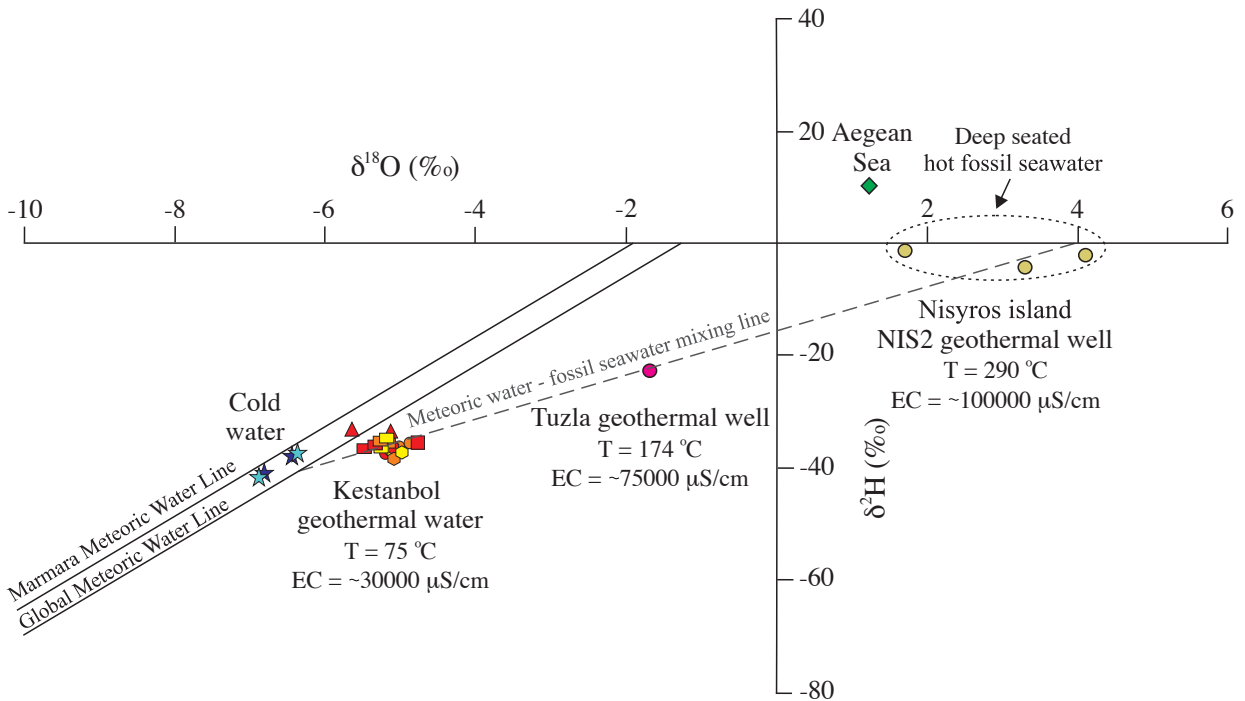 40
20
Aegean
Sea
Deep seated
hot fossil seawater
δ18O (‰)
-10
-8
-6
-4
-2
2
4
6
Nisyros island
NIS2 geothermal well
T = 290 °C
EC = ~100000 µS/cm
Meteoric water - fossil seawater mixing line
-20
Cold
water
Tuzla geothermal well
T = 174 °C
EC = ~75000 µS/cm
δ2H (‰)
-40
Marmara Meteoric Water Line
Global Meteoric Water Line
Kestanbol
geothermal water
T = 75 °C
EC = ~30000 µS/cm
-60
-80